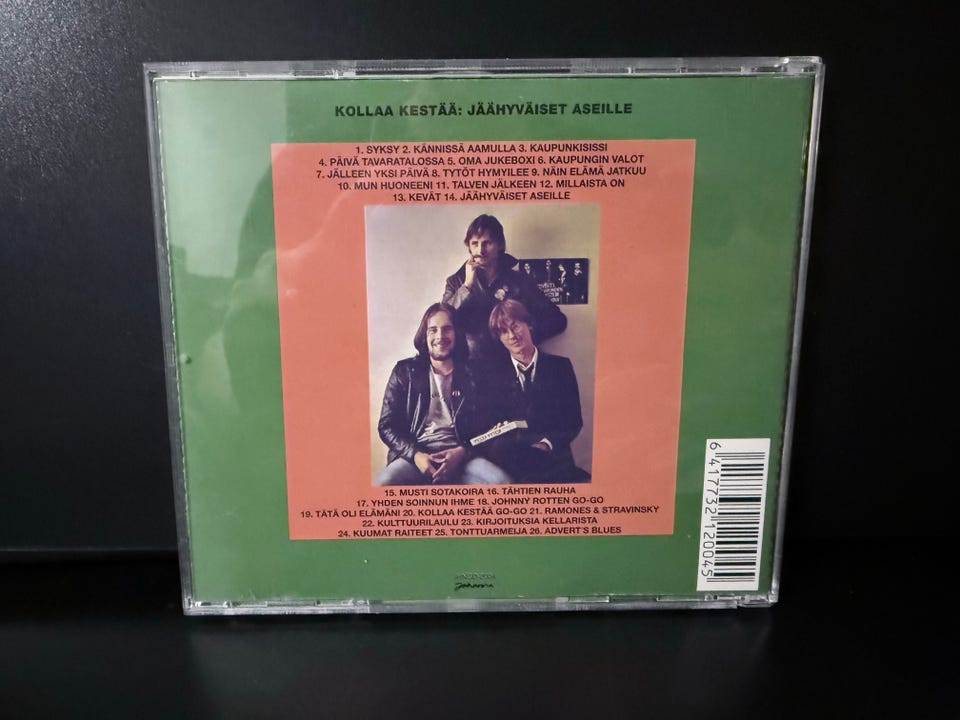 KOLLAA KESTÄÄ: JÄÄHYVÄISET ASEILLE
1. SYKSY 2. KÄNNISSÄ AAMULLA 3. KAUPUNKISISSI
4. PÄIVÄ TAVARATALOSSA 5. OMA JUKEBOXI 6. KAUPUNGIN VALOT
7. JÄLLEEN YKSI PÄIVÄ 8. TYTÖT HYMYILEE 9. NÄIN ELÄMÄ JATKUU
10. MUN HUONEENI 11. TALVEN JÄLKEEN 12. MILLAISTA ON
13. KEVÄT 14. JÄÄHYVÄISET ASEILLE
15. MUSTI SOTAKOIRA 16. TÄHTIEN RAUHA
17. YHDEN SOINNUN IHME 18. JOHNNY ROTTEN GO-GO
19. TÄTÄ OLI ELÄMÄNI 20. KOLLAA KESTÄÄ GO-GO 21. RAMONES & STRAVINSKY
22. KULTTUURILAULU 23. KIRJOITUKSIA KELLARISTA
24. KUUMAT RAITEET 25. TONTTUARMEIJA 26. ADVERT'S BLUES
Johanna
6 417732 120045